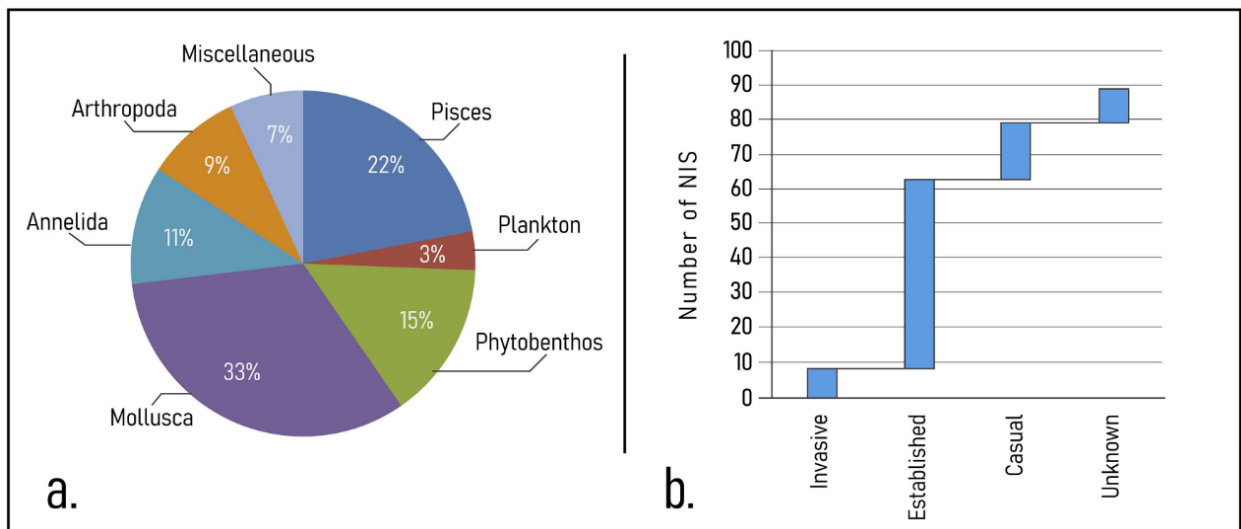 Miscellaneous
Arthropoda
Pisces
7%
9%
22%
Annelida
11%
Plankton
3%
15%
Phytobenthos
33%
Mollusca
a.
100
90
80
70
60
50
40
30
20
10
0
Number of NIS
Invasive
Established
Casual
Unknown
b.